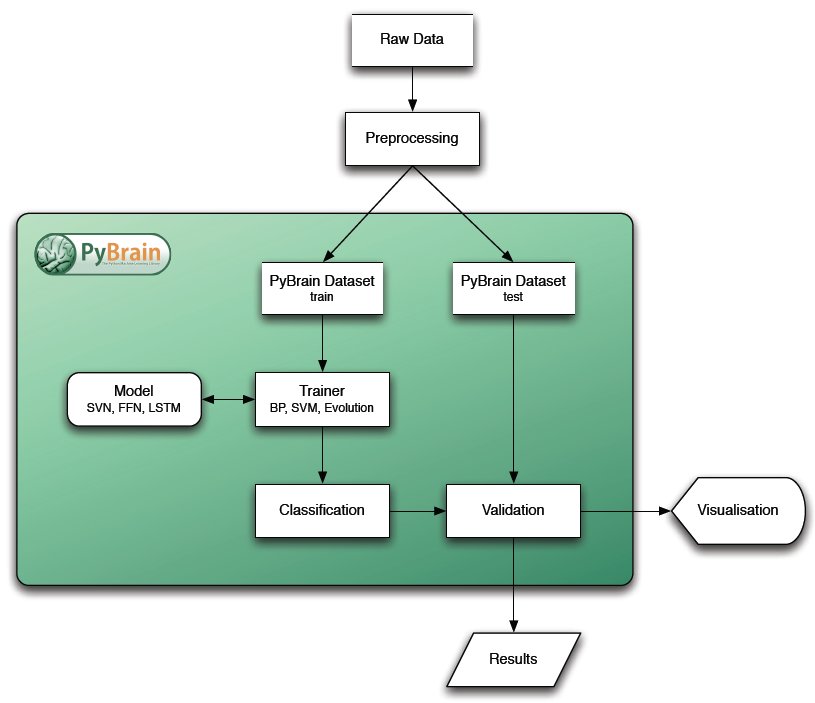 Raw Data
Preprocessing
PyBrain
The Python Machine Learning Library
PyBrain Dataset
train
PyBrain Dataset
test
Model
SVN, FFN, LSTM
Trainer
BP, SVM, Evolution
Classification
Validation
Visualisation
Results